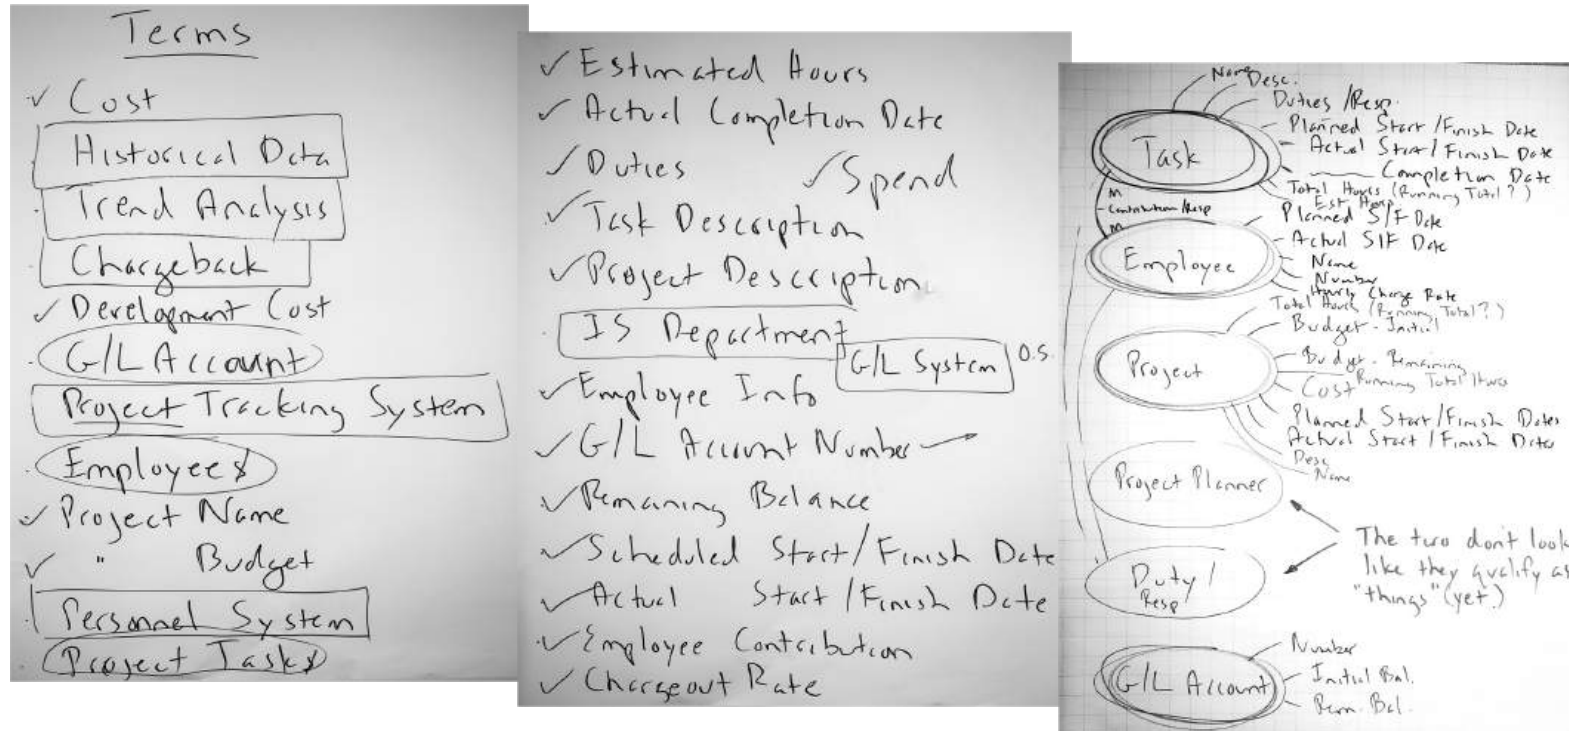 Terms
Cost
Historical Data
Trend Analysis
Chargeback
Development Cost
G/L Account
Project Tracking System
Employees
Project Name
" Budget
Personnel System
Project Tasks
Estimated Hours
Actual Completion Date
Duties
Spend
Task Description
Project Description
IS Department
G/L System O.S.
Employee Info
G/L Account Number
Remaining Balance
Scheduled Start/Finish Date
Actual Start/Finish Date
Employee Contribution
Chargeout Rate
Name
Desc.
Duties/Resp.
Planned Start/Finish Date
Task
Actual Start/Finish Date
Completion Date
Total Hours (Running Total?)
Est Hours
M
Contribution/Resp
M
Planned S/F Date
Actual S/F Date
Employee
Name
Number
Hourly Charge Rate
Total Hours (Running Total?)
Budget - Initial
Project
Budget - Remaining
Running Total Hours
Cost
Planned Start/Finish Dates
Actual Start/Finish Dates
Desc
Name
Project Planner
The two don't look
like they qualify as
"things" (yet.)
Duty/
Resp
G/L Account
Number
Initial Bal.
Rem. Bal.